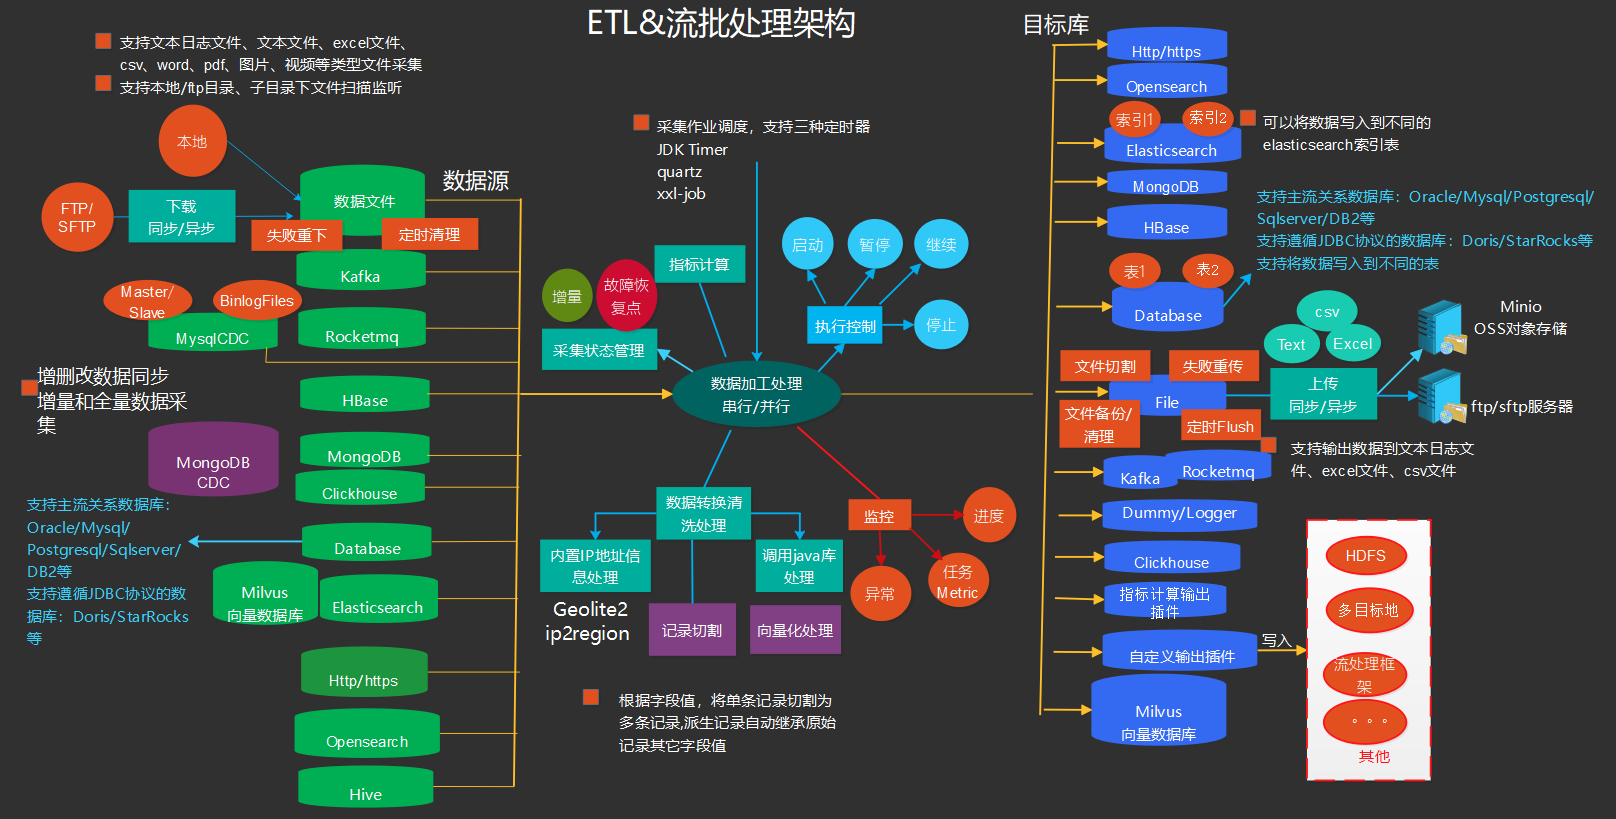 ETL&流批处理架构
支持文本日志文件、文本文件、excel文件、
csv、word、pdf、图片、视频等类型文件采集
支持本地/ftp目录、子目录下文件扫描监听
本地
FTP/
SFTP
下载
同步/异步
数据文件
失败重下
定时清理
数据源
Kafka
Master/
Slave
BinlogFiles
MysqlCDC
Rocketmq
增删改数据同步
增量和全量数据采
集
HBase
MongoDB
CDC
MongoDB
Clickhouse
支持主流关系数据库：
Oracle/Mysql/
Postgresql/Sqlserver/
DB2等
支持遵循JDBC协议的数
据库：Doris/StarRocks
等
Database
Milvus
向量数据库
Elasticsearch
Http/https
Opensearch
Hive
采集作业调度，支持三种定时器
JDK Timer
quartz
xxl-job
指标计算
增量
故障恢
复点
采集状态管理
启动
暂停
继续
执行控制
停止
数据加工处理
串行/并行
数据转换清
洗处理
内置IP地址信
息处理
调用java库
处理
Geolite2
ip2region
记录切割
向量化处理
监控
进度
异常
任务
Metric
根据字段值，将单条记录切割为
多条记录,派生记录自动继承原始
记录其它字段值
目标库
Http/https
Opensearch
索引1
索引2
Elasticsearch
可以将数据写入到不同的
elasticsearch索引表
MongoDB
HBase
支持主流关系数据库：Oracle/Mysql/Postgresql/
Sqlserver/DB2等
支持遵循JDBC协议的数据库：Doris/StarRocks等
支持将数据写入到不同的表
表1
表2
Database
csv
Text
Excel
Minio
OSS对象存储
文件切割
失败重传
File
上传
同步/异步
ftp/sftp服务器
文件备份/
清理
定时Flush
支持输出数据到文本日志文
件、excel文件、csv文件
Kafka
Rocketmq
Dummy/Logger
Clickhouse
指标计算输出
插件
自定义输出插件
写入
Milvus
向量数据库
HDFS
多目标地
流处理框
架
。。。
其他